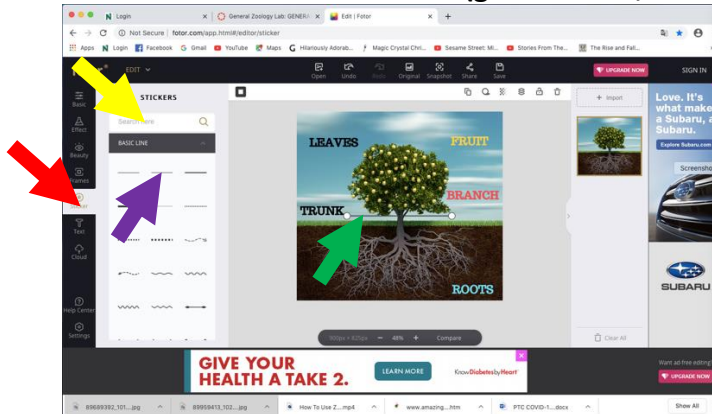 Login
General Zoology Lab: GENERA
Edit | Fotor
Not Secure | fotor.com/app.html#/editor/sticker
Apps
Login
Facebook
Gmail
YouTube
Maps
Hilariously Adorab...
Magic Crystal Chri...
Sesame Street: Mi...
Stories From The...
The Rise and Fall...
EDIT
Open
Undo
Redo
Original
Snapshot
Share
Save
UPGRADE NOW
SIGN IN
Basic
Effect
Beauty
Frames
Text
Cloud
Help Center
Settings
STICKERS
Search here
BASIC LINE
LEAVES
FRUIT
BRANCH
TRUNK
ROOTS
48%
Compare
Import
Clear All
Love. It's
what make
a Subaru, a
Subaru.
Explore Subaru.com
Screensho
SUBARU
GIVE YOUR
HEALTH A TAKE 2.
LEARN MORE
Know Diabetes by Heart
Want ad-free editing?
UPGRADE NOW
89689392_101....jpg
89959413_102....jpg
How To Use Z....mp4
www.amazing...htm
PTC COVID-1....docx
Show All